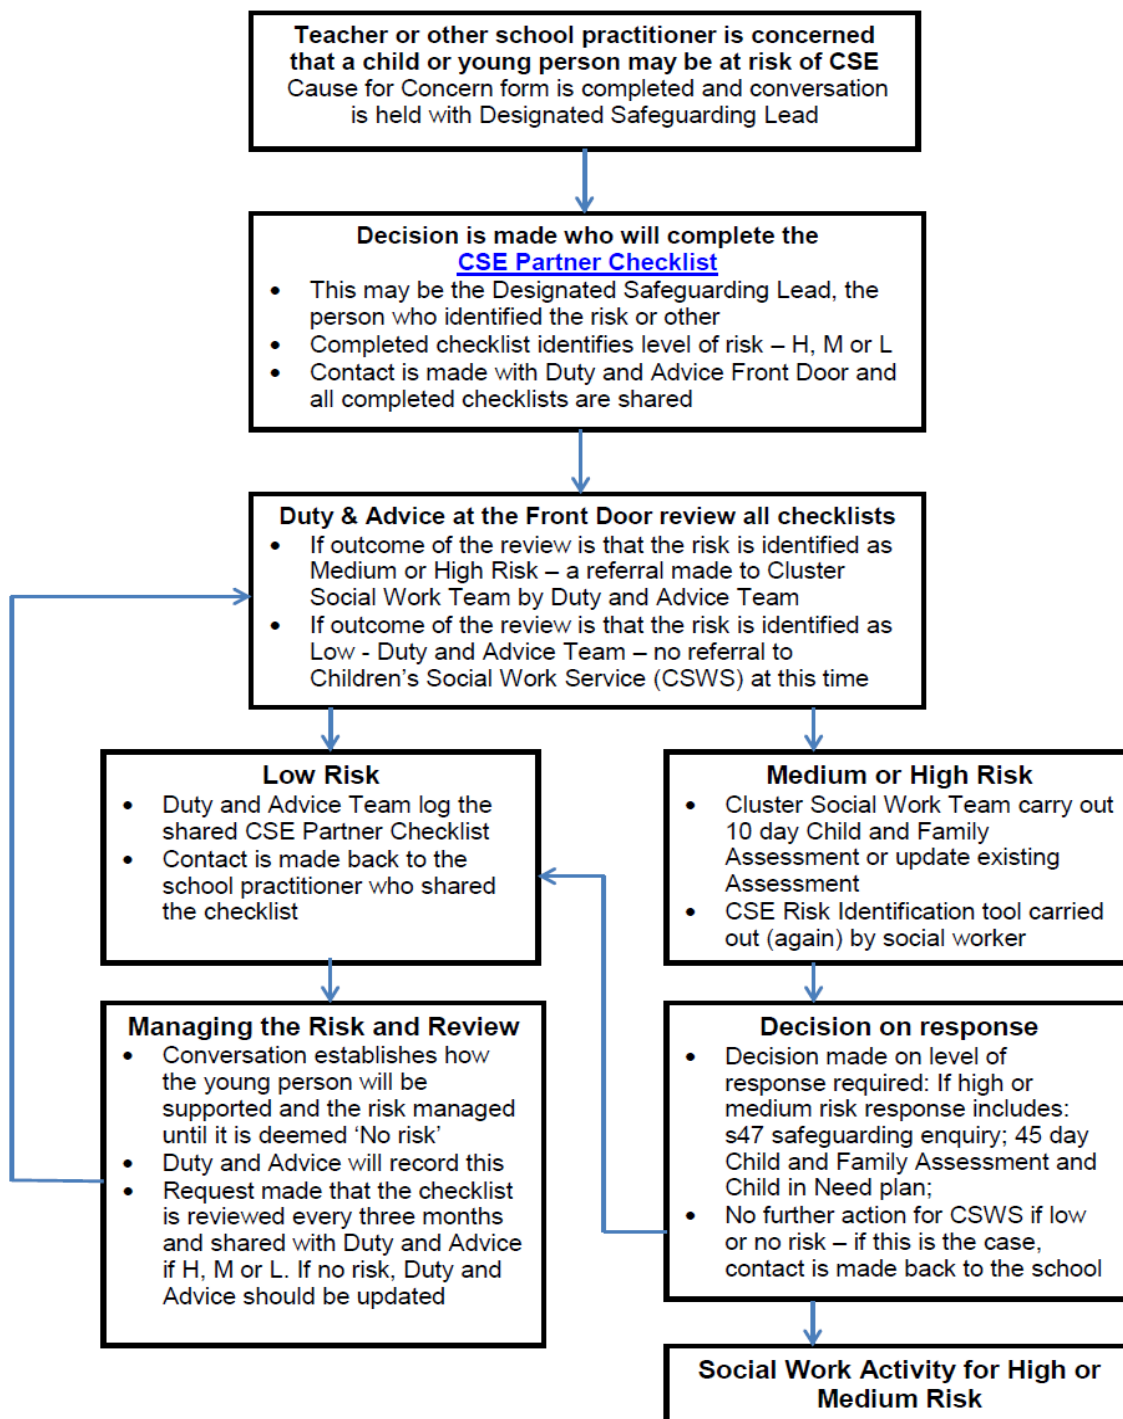 Teacher or other school practitioner is concerned
that a child or young person may be at risk of CSE
Cause for Concern form is completed and conversation
is held with Designated Safeguarding Lead
Decision is made who will complete the
CSE Partner Checklist
• This may be the Designated Safeguarding Lead, the
person who identified the risk or other
• Completed checklist identifies level of risk – H, M or L
• Contact is made with Duty and Advice Front Door and
all completed checklists are shared
Duty & Advice at the Front Door review all checklists
• If outcome of the review is that the risk is identified as
Medium or High Risk – a referral made to Cluster
Social Work Team by Duty and Advice Team
• If outcome of the review is that the risk is identified as
Low - Duty and Advice Team – no referral to
Children's Social Work Service (CSWS) at this time
Low Risk
• Duty and Advice Team log the
shared CSE Partner Checklist
• Contact is made back to the
school practitioner who shared
the checklist
Medium or High Risk
• Cluster Social Work Team carry out
10 day Child and Family
Assessment or update existing
Assessment
• CSE Risk Identification tool carried
out (again) by social worker
Managing the Risk and Review
• Conversation establishes how
the young person will be
supported and the risk managed
until it is deemed 'No risk'
• Duty and Advice will record this
• Request made that the checklist
is reviewed every three months
and shared with Duty and Advice
if H, M or L. If no risk, Duty and
Advice should be updated
Decision on response
• Decision made on level of
response required: If high or
medium risk response includes:
s47 safeguarding enquiry; 45 day
Child and Family Assessment and
Child in Need plan;
• No further action for CSWS if low
or no risk – if this is the case,
contact is made back to the school
Social Work Activity for High or
Medium Risk